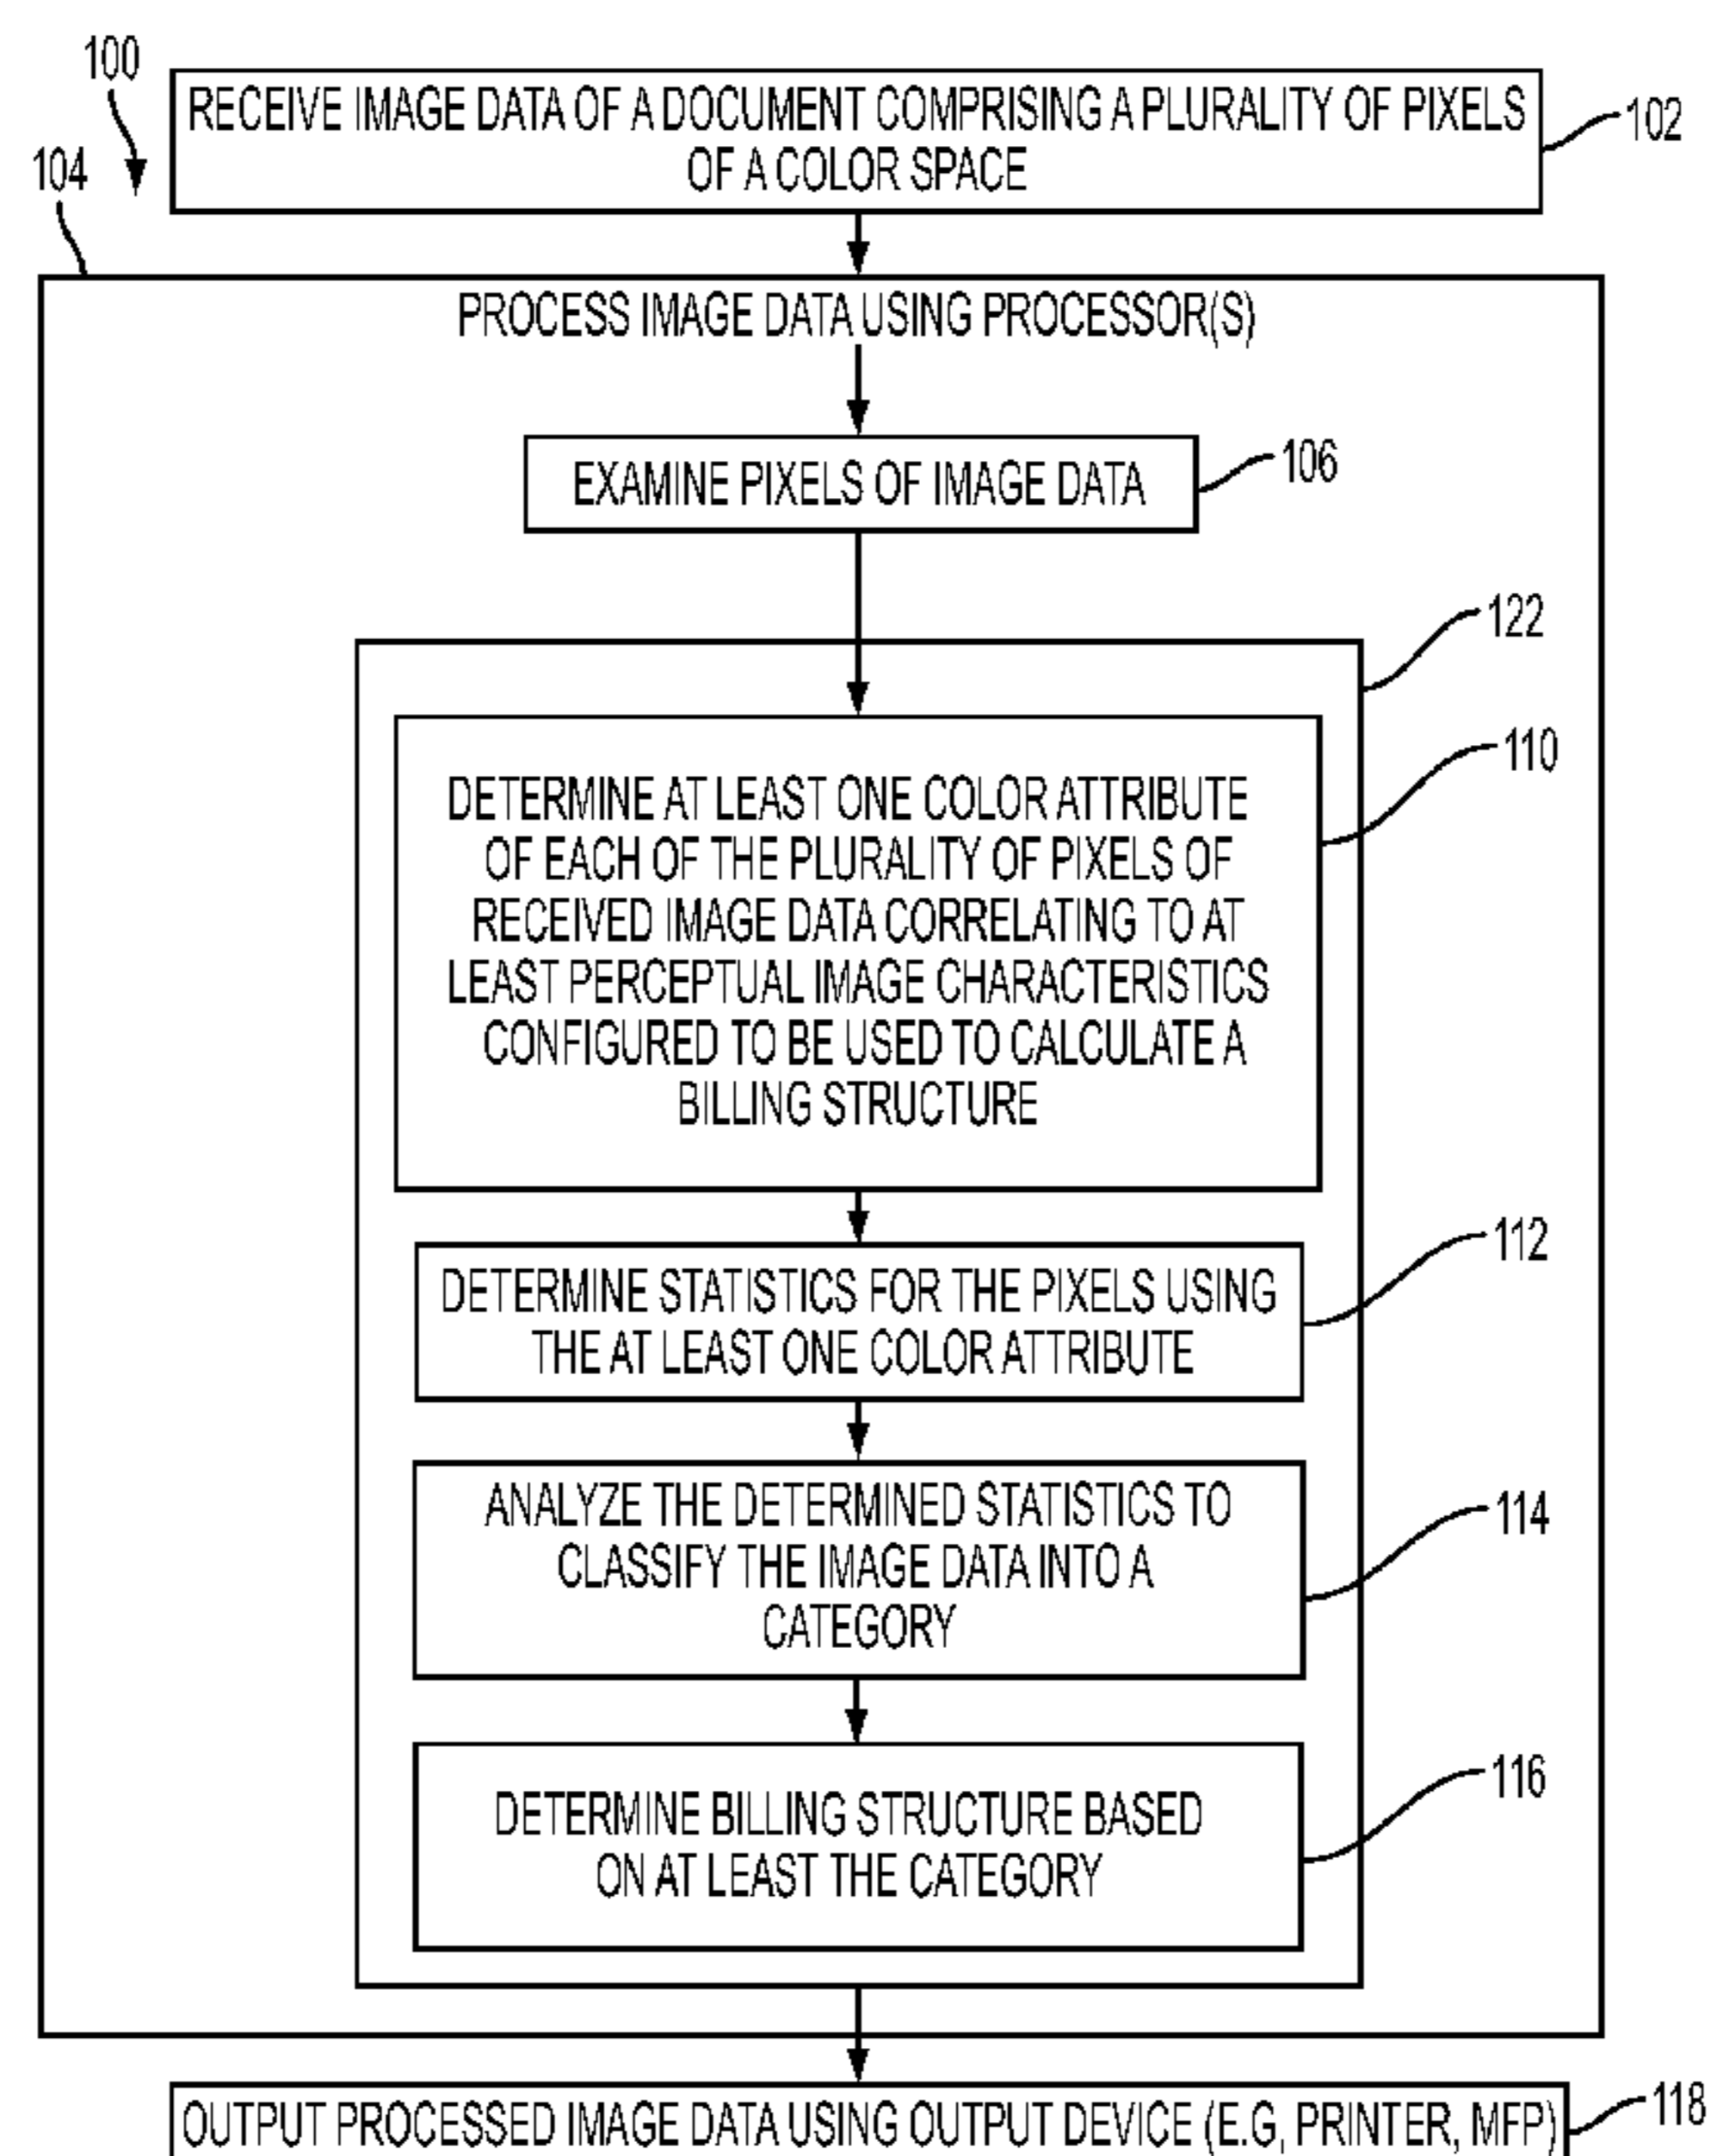 100
RECEIVE IMAGE DATA OF A DOCUMENT COMPRISING A PLURALITY OF PIXELS
OF A COLOR SPACE
102
104
PROCESS IMAGE DATA USING PROCESSOR(S)
EXAMINE PIXELS OF IMAGE DATA
106
122
110
DETERMINE AT LEAST ONE COLOR ATTRIBUTE
OF EACH OF THE PLURALITY OF PIXELS OF
RECEIVED IMAGE DATA CORRELATING TO AT
LEAST PERCEPTUAL IMAGE CHARACTERISTICS
CONFIGURED TO BE USED TO CALCULATE A
BILLING STRUCTURE
112
DETERMINE STATISTICS FOR THE PIXELS USING
THE AT LEAST ONE COLOR ATTRIBUTE
ANALYZE THE DETERMINED STATISTICS TO
CLASSIFY THE IMAGE DATA INTO A
CATEGORY
114
DETERMINE BILLING STRUCTURE BASED
ON AT LEAST THE CATEGORY
116
OUTPUT PROCESSED IMAGE DATA USING OUTPUT DEVICE (E.G, PRINTER, MFP)
118